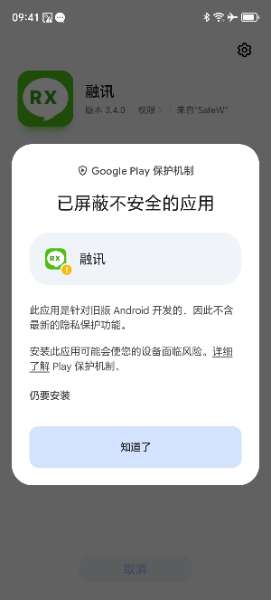 09:41
RX
融讯
版本 3.4.0 权限 来自"SafeW"
Google Play 保护机制
已屏蔽不安全的应用
RX
融讯
此应用是针对旧版 Android 开发的，因此不含
最新的隐私保护功能。
安装此应用可能会使您的设备面临风险。详细
了解 Play 保护机制。
仍要安装
知道了
取消